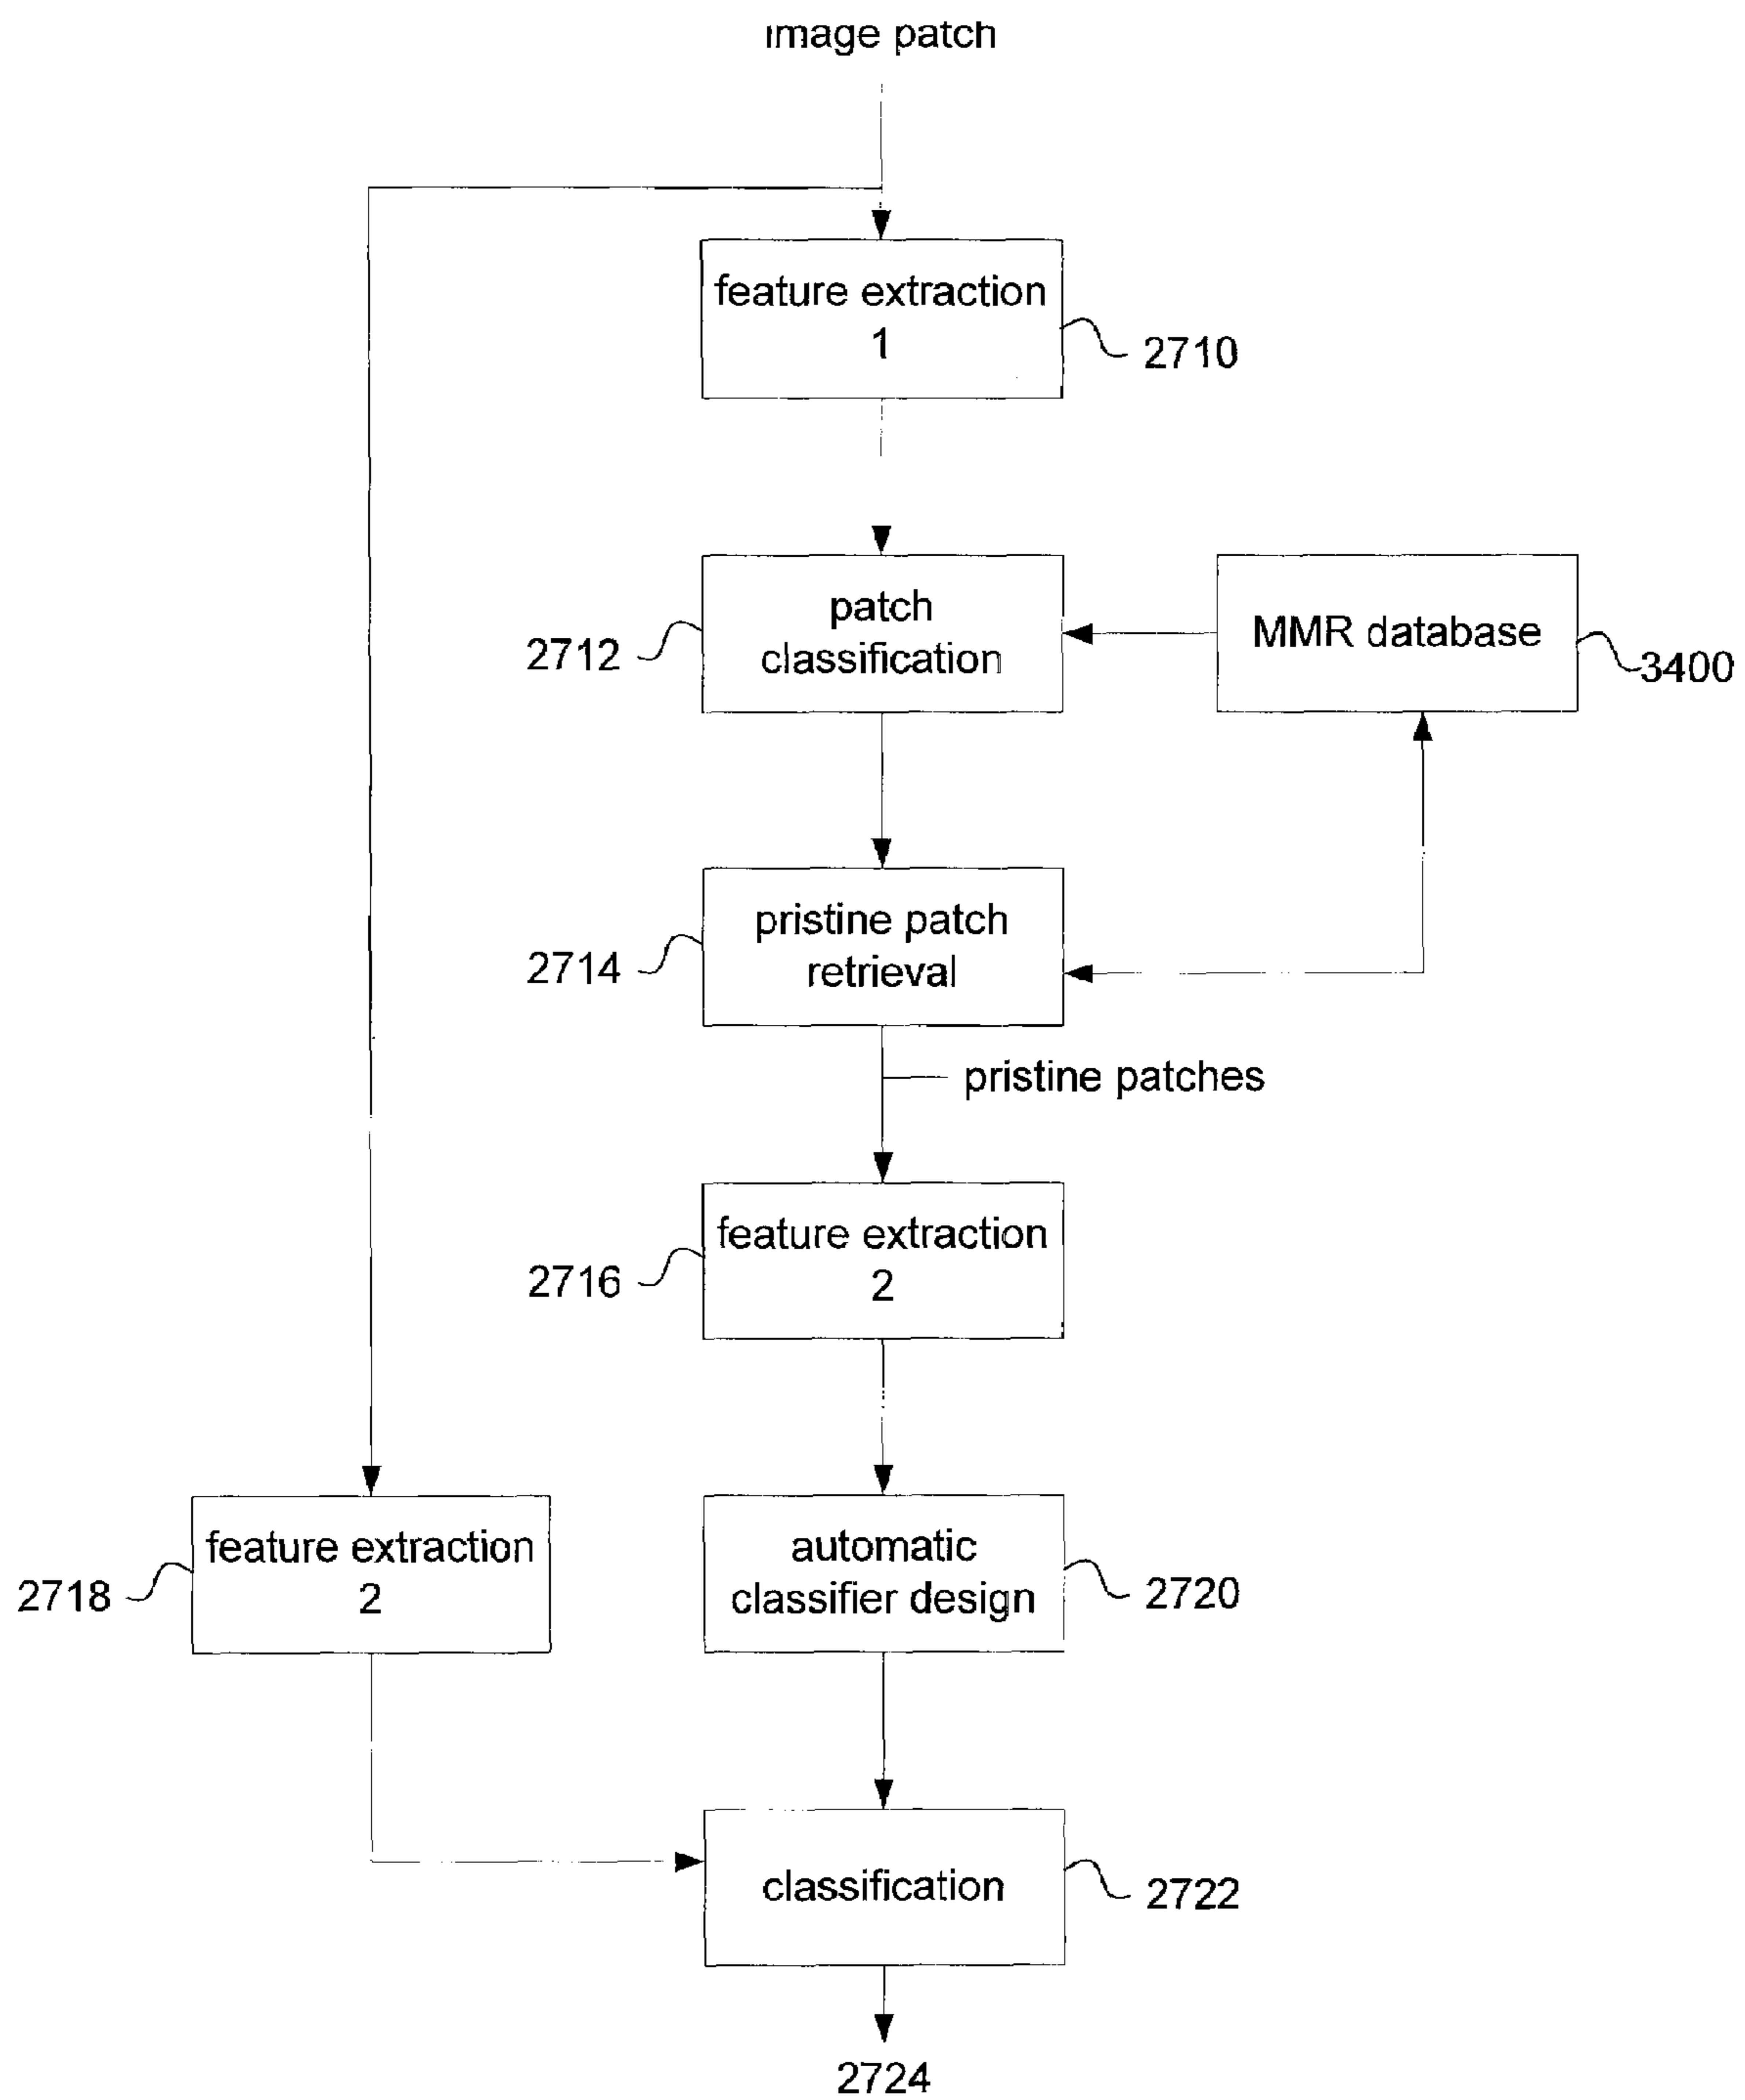 image patch
feature extraction
1
2710
patch
classification
2712
MMR database
3400
pristine patch
retrieval
2714
pristine patches
feature extraction
2
2716
feature extraction
2
2718
automatic
classifier design
2720
classification
2722
2724